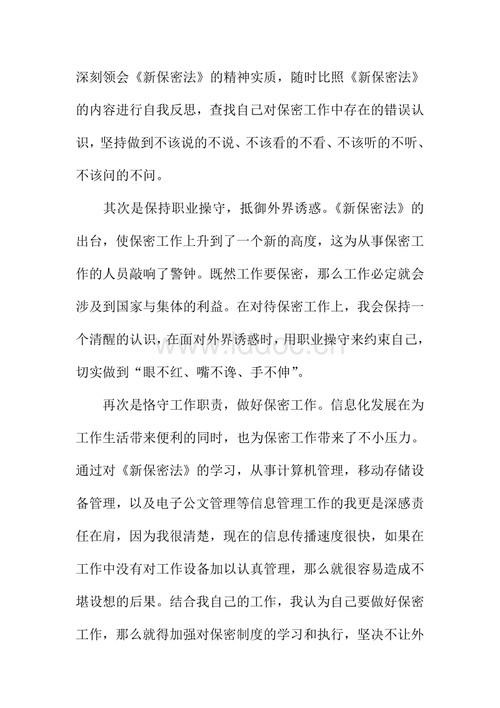 深刻领会《新保密法》的精神实质，随时比照《新保密法》
的内容进行自我反思，查找自己对保密工作中存在的错误认
识，坚持做到不该说的不说、不该看的不看、不该听的不听、
不该问的不问。
其次是保持职业操守，抵御外界诱惑。《新保密法》的
出台，使保密工作上升到了一个新的高度，这为从事保密工
作的人员敲响了警钟。既然工作要保密，那么工作必定就会
涉及到国家与集体的利益。在对待保密工作上，我会保持一
个清醒的认识，在面对外界诱惑时，用职业操守来约束自己，
切实做到“眼不红、嘴不谗、手不伸”。
再次是恪守工作职责，做好保密工作。信息化发展在为
工作生活带来便利的同时，也为保密工作带来了不小压力。
通过对《新保密法》的学习，从事计算机管理，移动存储设
备管理，以及电子公文管理等信息管理工作的我更是深感责
任在肩，因为我很清楚，现在的信息传播速度很快，如果在
工作中没有对工作设备加以认真管理，那么就很容易造成不
堪设想的后果。结合我自己的工作，我认为自己要做好保密
工作，那么就得加强对保密制度的学习和执行，坚决不让外